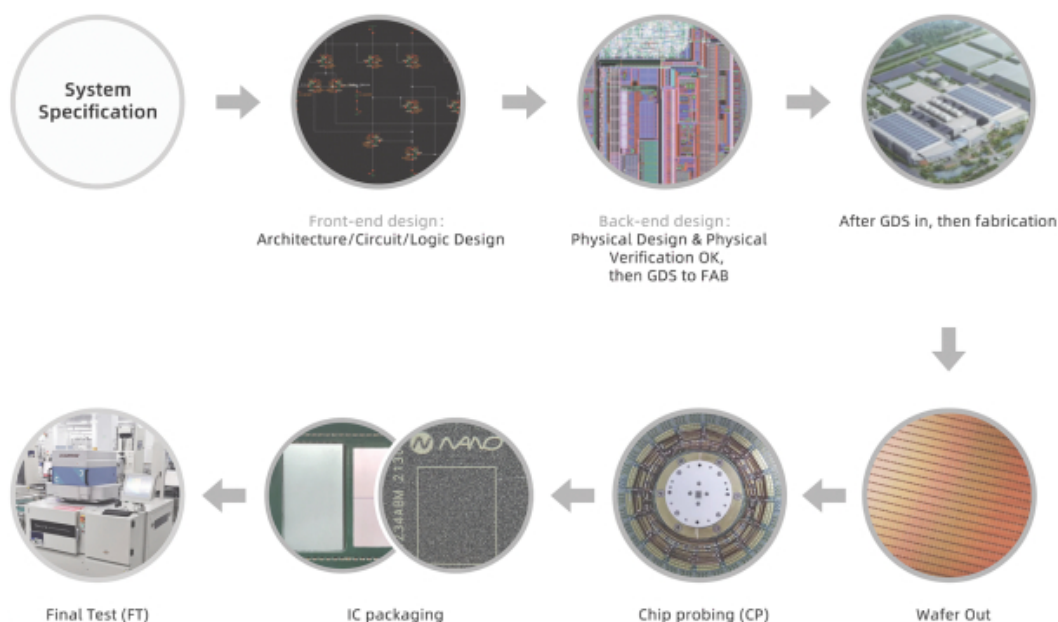 System
Specification
Front-end design:
Architecture/Circuit/Logic Design
Back-end design:
Physical Design & Physical
Verification OK,
then GDS to FAB
After GDS in, then fabrication
Wafer Out
Chip probing (CP)
NANO
IC packaging
Final Test (FT)